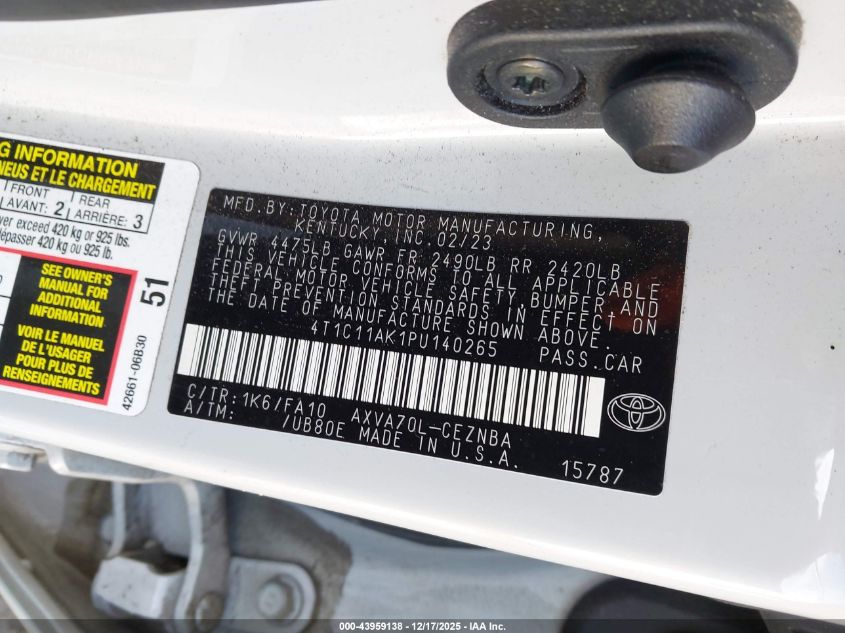 G INFORMATION
NEUS ET LE CHARGEMENT
FRONT
AVANT: 2
REAR
ARRIÈRE: 3
ver exceed 420 kg or 925 lbs.
dépasser 420 kg ou 925 lb.
SEE OWNER'S
MANUAL FOR
ADDITIONAL
INFORMATION
VOIR LE MANUEL
DE L'USAGER
POUR PLUS DE
RENSEIGNEMENTS
51
42661-06B30
MFD.BY: TOYOTA MOTOR MANUFACTURING,
KENTUCKY, INC. 02/23
GVWR 4475LB GAWR FR 2490LB RR 2420LB
THIS VEHICLE CONFORMS TO ALL APPLICABLE
FEDERAL MOTOR VEHICLE SAFETY, BUMPER, AND
THEFT PREVENTION STANDARDS IN EFFECT ON
THE DATE OF MANUFACTURE SHOWN ABOVE.
4T1C11AK1PU140265 PASS.CAR
C/TR: 1K6/FA10 AXVA70L-CEZNBA
A/TM: /UB80E MADE IN U.S.A.
15787
000-43959138 - 12/17/2025 - IAA Inc.